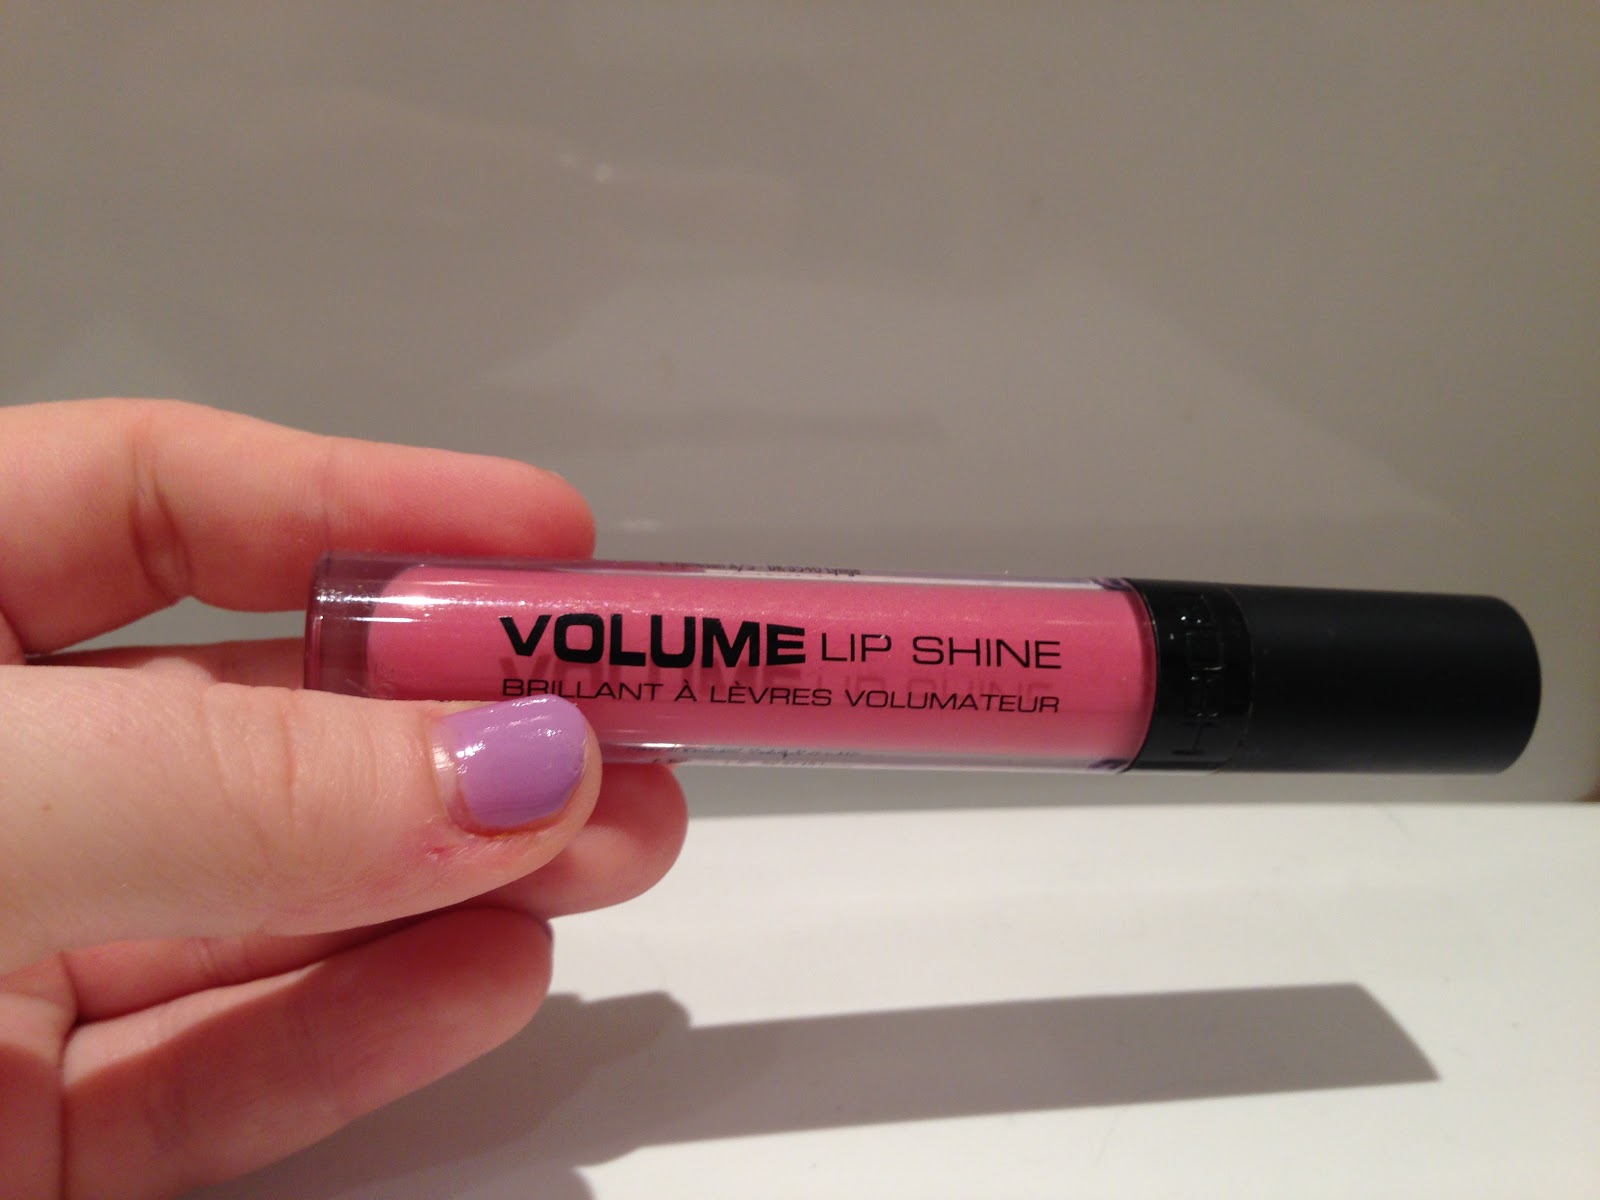 VOLUME LIP SHINE
BRILLANT À LÈVRES VOLUMATEUR